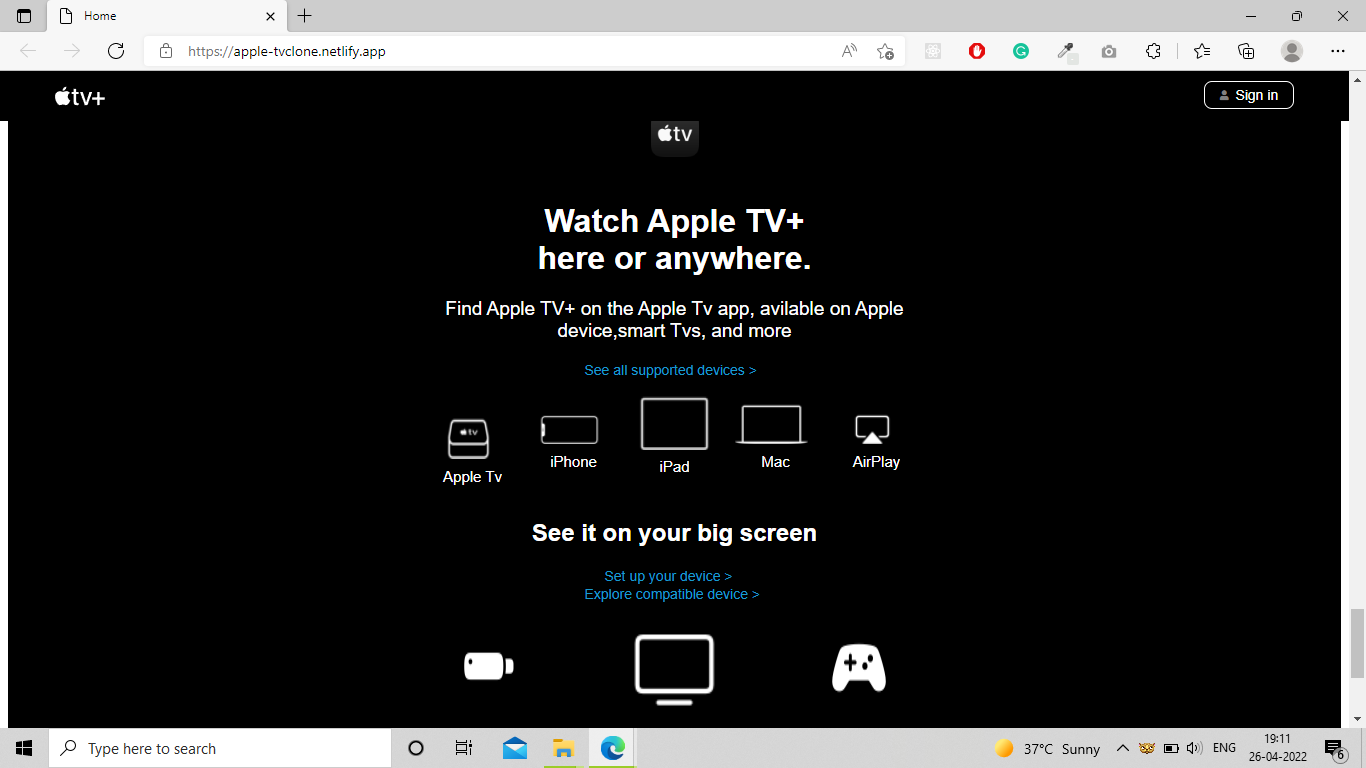 Home
https://apple-tvclone.netlify.app
tv+
Sign in
tv
Watch Apple TV+
here or anywhere.
Find Apple TV+ on the Apple Tv app, avilable on Apple
device,smart Tvs, and more
See all supported devices >
tv
Apple Tv
iPhone
iPad
Mac
AirPlay
See it on your big screen
Set up your device >
Explore compatible device >
Type here to search
37°C Sunny
ENG
19:11
26-04-2022
6